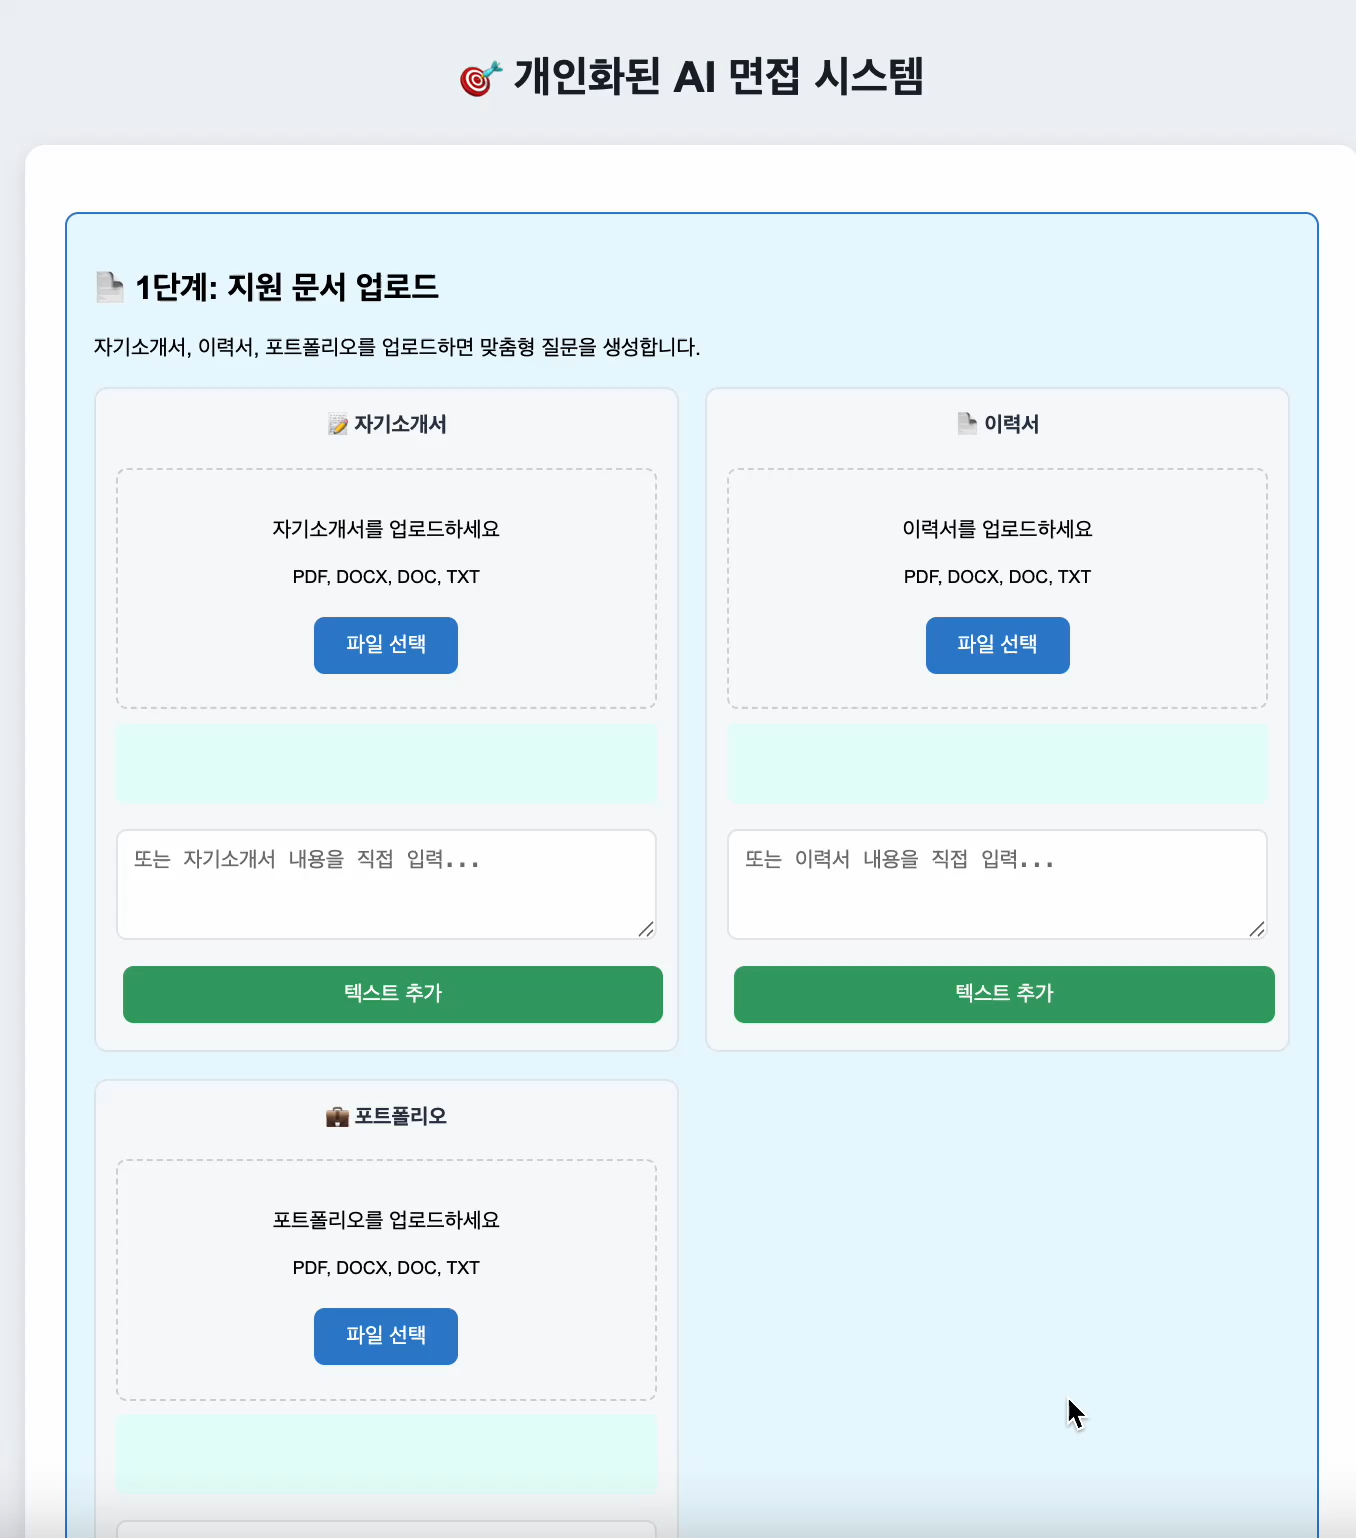 🎯 개인화된 AI 면접 시스템
📄 1단계: 지원 문서 업로드
자기소개서, 이력서, 포트폴리오를 업로드하면 맞춤형 질문을 생성합니다.
📝 자기소개서
자기소개서를 업로드하세요
PDF, DOCX, DOC, TXT
파일 선택
또는 자기소개서 내용을 직접 입력...
텍스트 추가
📄 이력서
이력서를 업로드하세요
PDF, DOCX, DOC, TXT
파일 선택
또는 이력서 내용을 직접 입력...
텍스트 추가
💼 포트폴리오
포트폴리오를 업로드하세요
PDF, DOCX, DOC, TXT
파일 선택